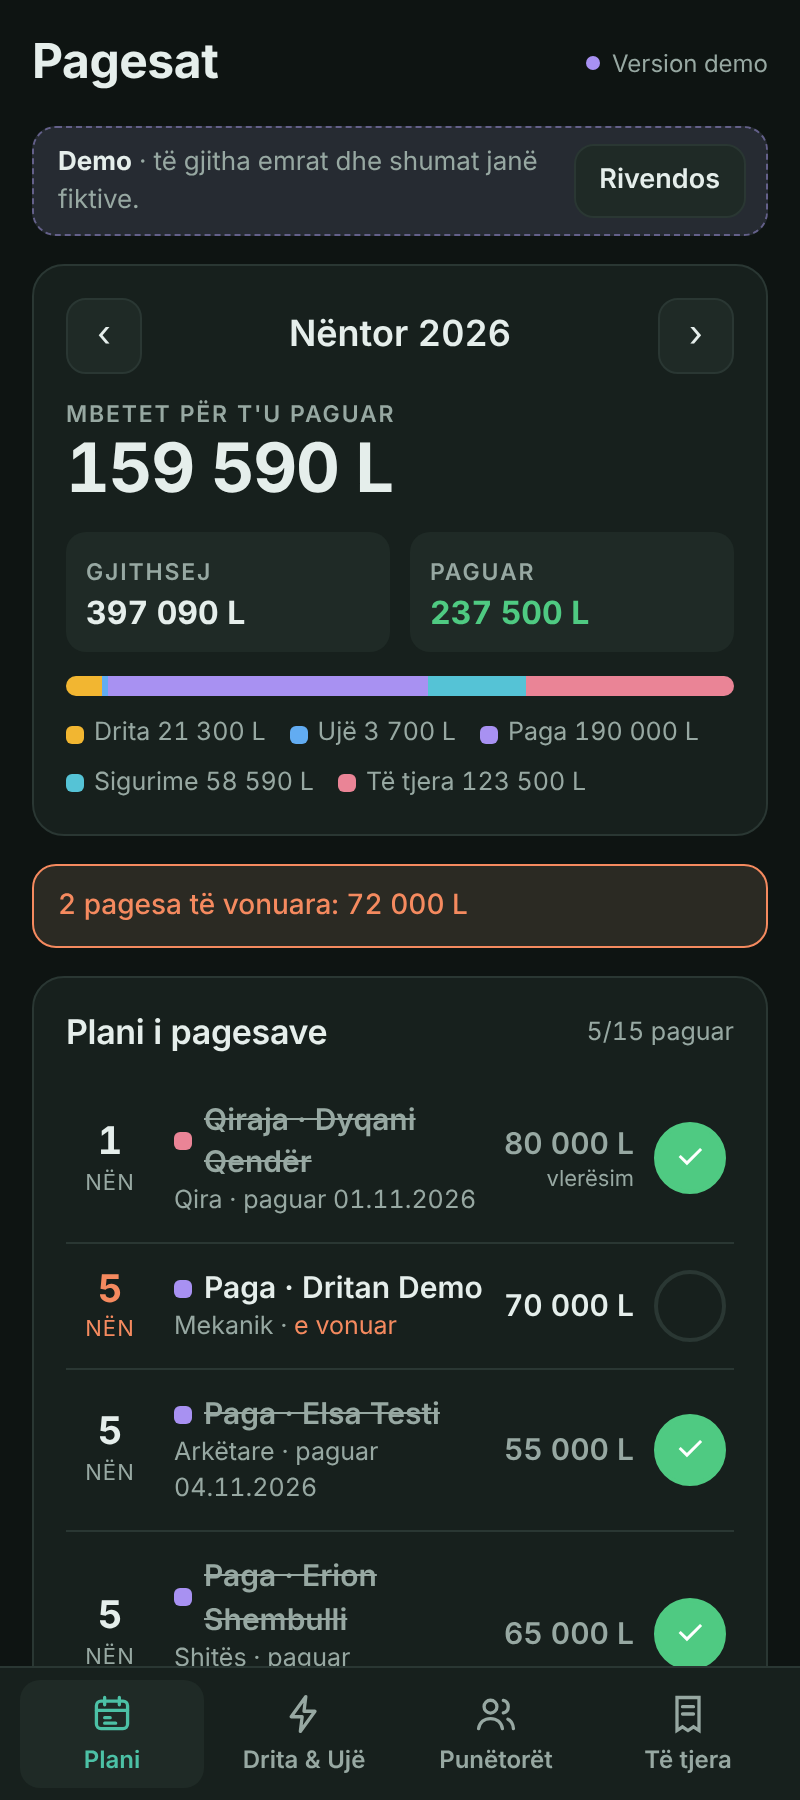 Pagesat
Version demo
Demo · të gjitha emrat dhe shumat janë
fiktive.
Rivendos
‹
Nëntor 2026
›
MBETET PËR T'U PAGUAR
159 590 L
GJITHSEJ
397 090 L
PAGUAR
237 500 L
Drita 21 300 L
Ujë 3 700 L
Paga 190 000 L
Sigurime 58 590 L
Të tjera 123 500 L
2 pagesa të vonuara: 72 000 L
Plani i pagesave
5/15 paguar
1
NËN
Qiraja · Dyqani
Qendër
Qira · paguar 01.11.2026
80 000 L
vlerësim
5
NËN
Paga · Dritan Demo
Mekanik · e vonuar
70 000 L
5
NËN
Paga · Elsa Testi
Arkëtare · paguar
04.11.2026
55 000 L
5
NËN
Paga · Erion
Shembulli
Shitës · paguar
65 000 L
Plani
Drita & Ujë
Punëtorët
Të tjera